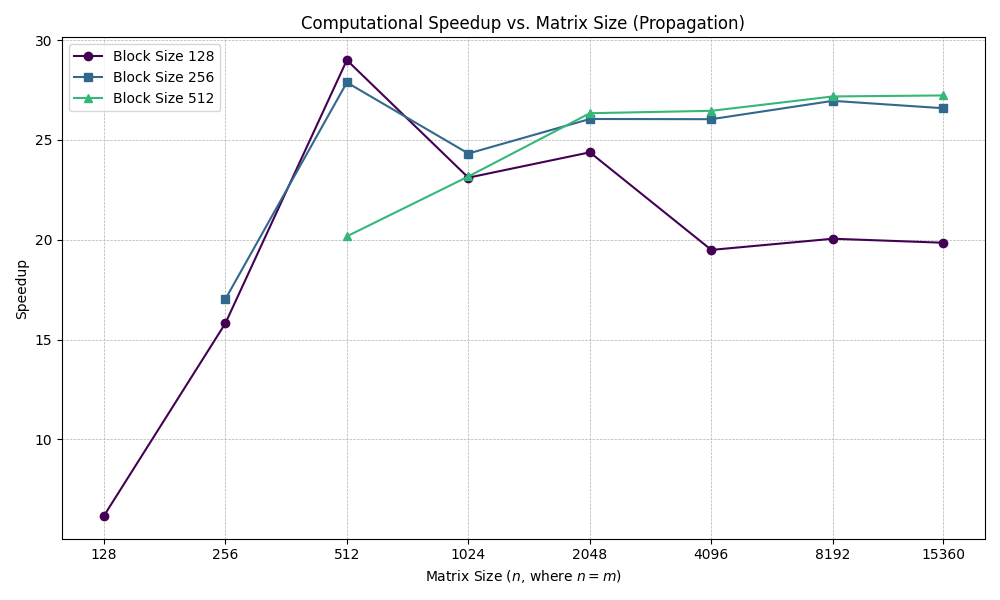 Computational Speedup vs. Matrix Size (Propagation)
Block Size 128
Block Size 256
Block Size 512
30
25
20
15
10
Speedup
128 256 512 1024 2048 4096 8192 15360
Matrix Size (n, where n = m)